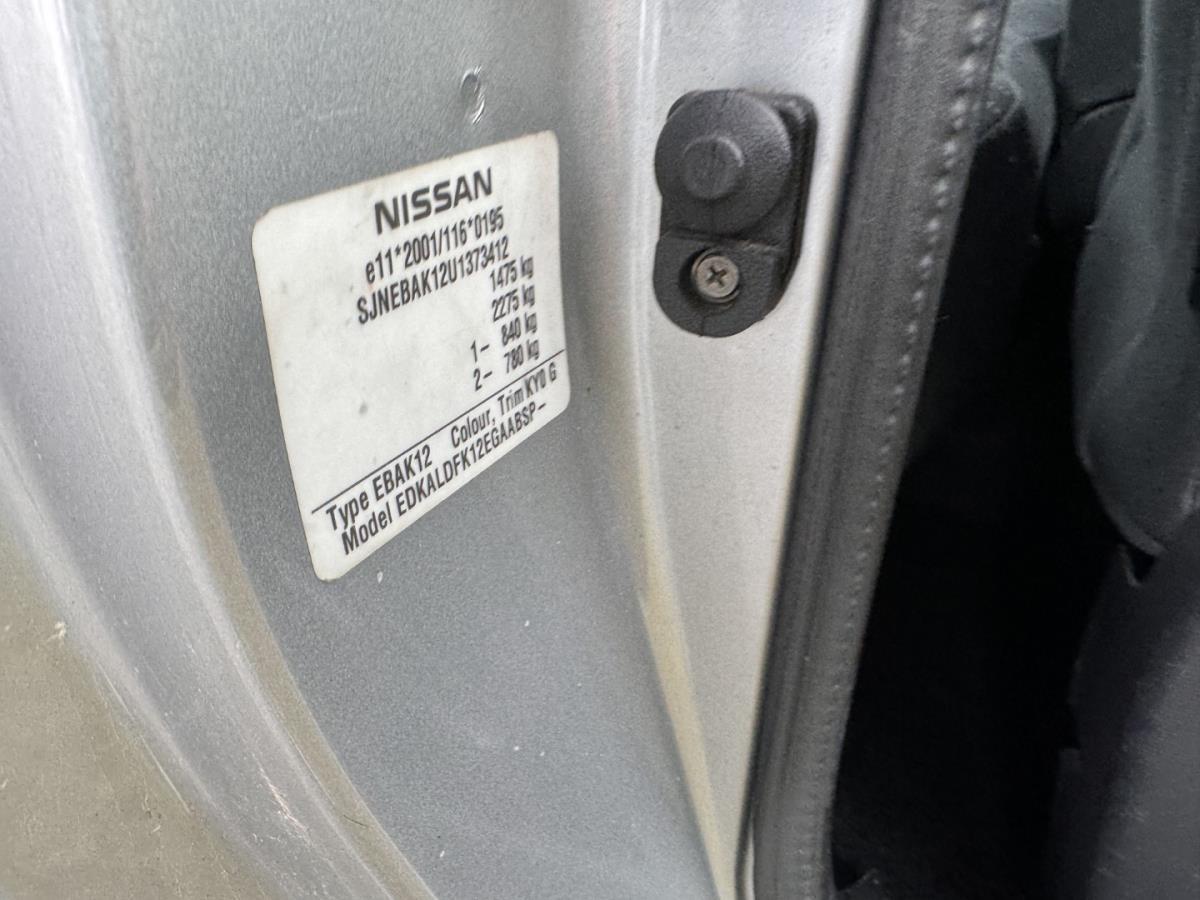 NISSAN
e11*2001/116*0195
SJNEBAK12U1373412
1475 kg
2275 kg
1- 840 kg
2- 780 kg
Type EBAK12 Colour, Trim KY0 G
Model EDKALDFK12EGAABSP-